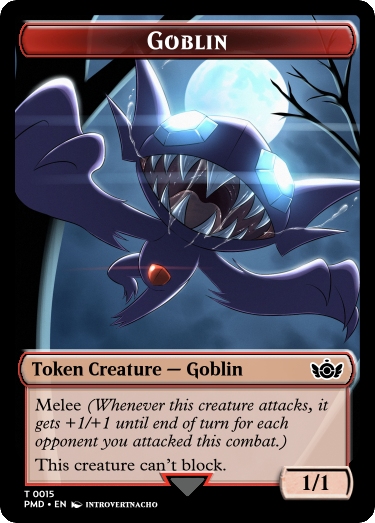 Goblin
Token Creature — Goblin
Melee (Whenever this creature attacks, it
gets +1/+1 until end of turn for each
opponent you attacked this combat.)
This creature can't block.
1/1
T 0015
PMD • EN INTROVERTNACHO